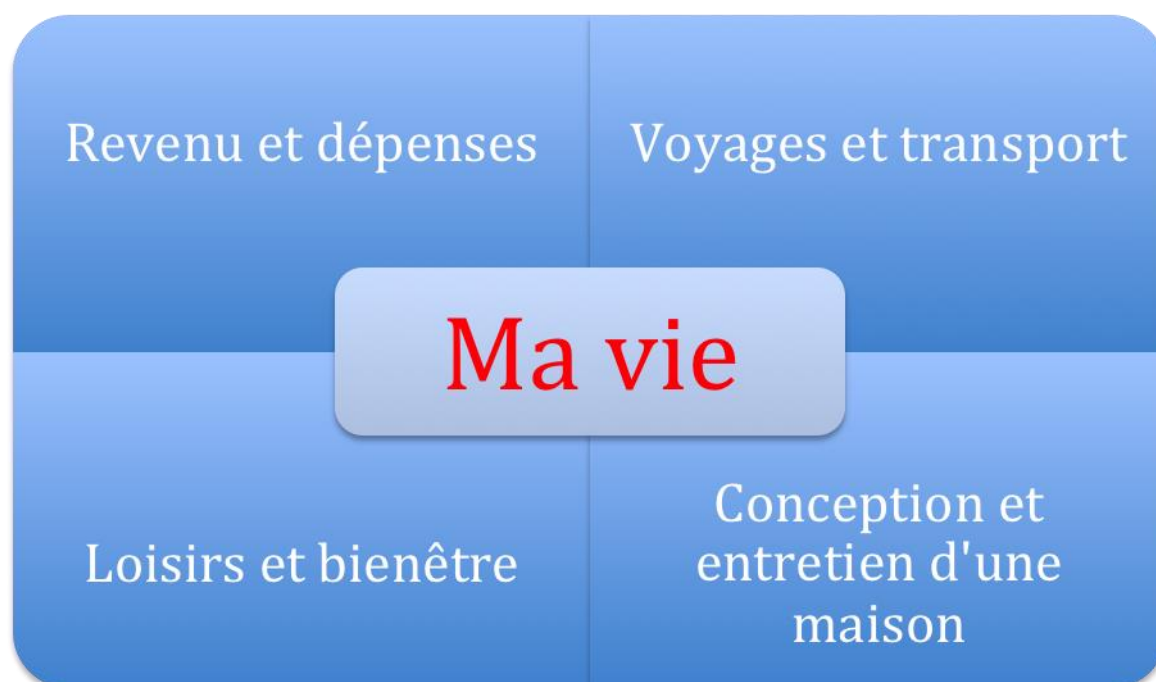 Revenu et dépenses
Voyages et transport
Ma vie
Loisirs et bienêtre
Conception et
entretien d'une
maison